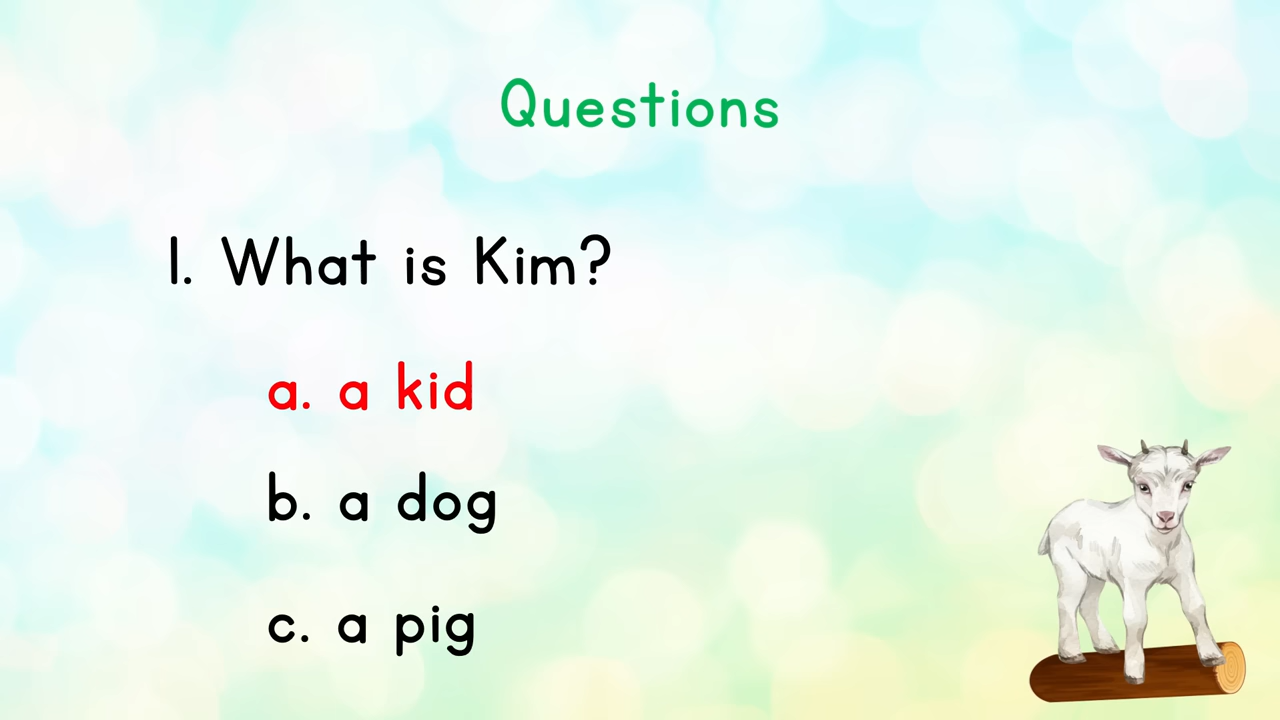 Questions
1. What is Kim?
a. a kid
b. a dog
c. a pig